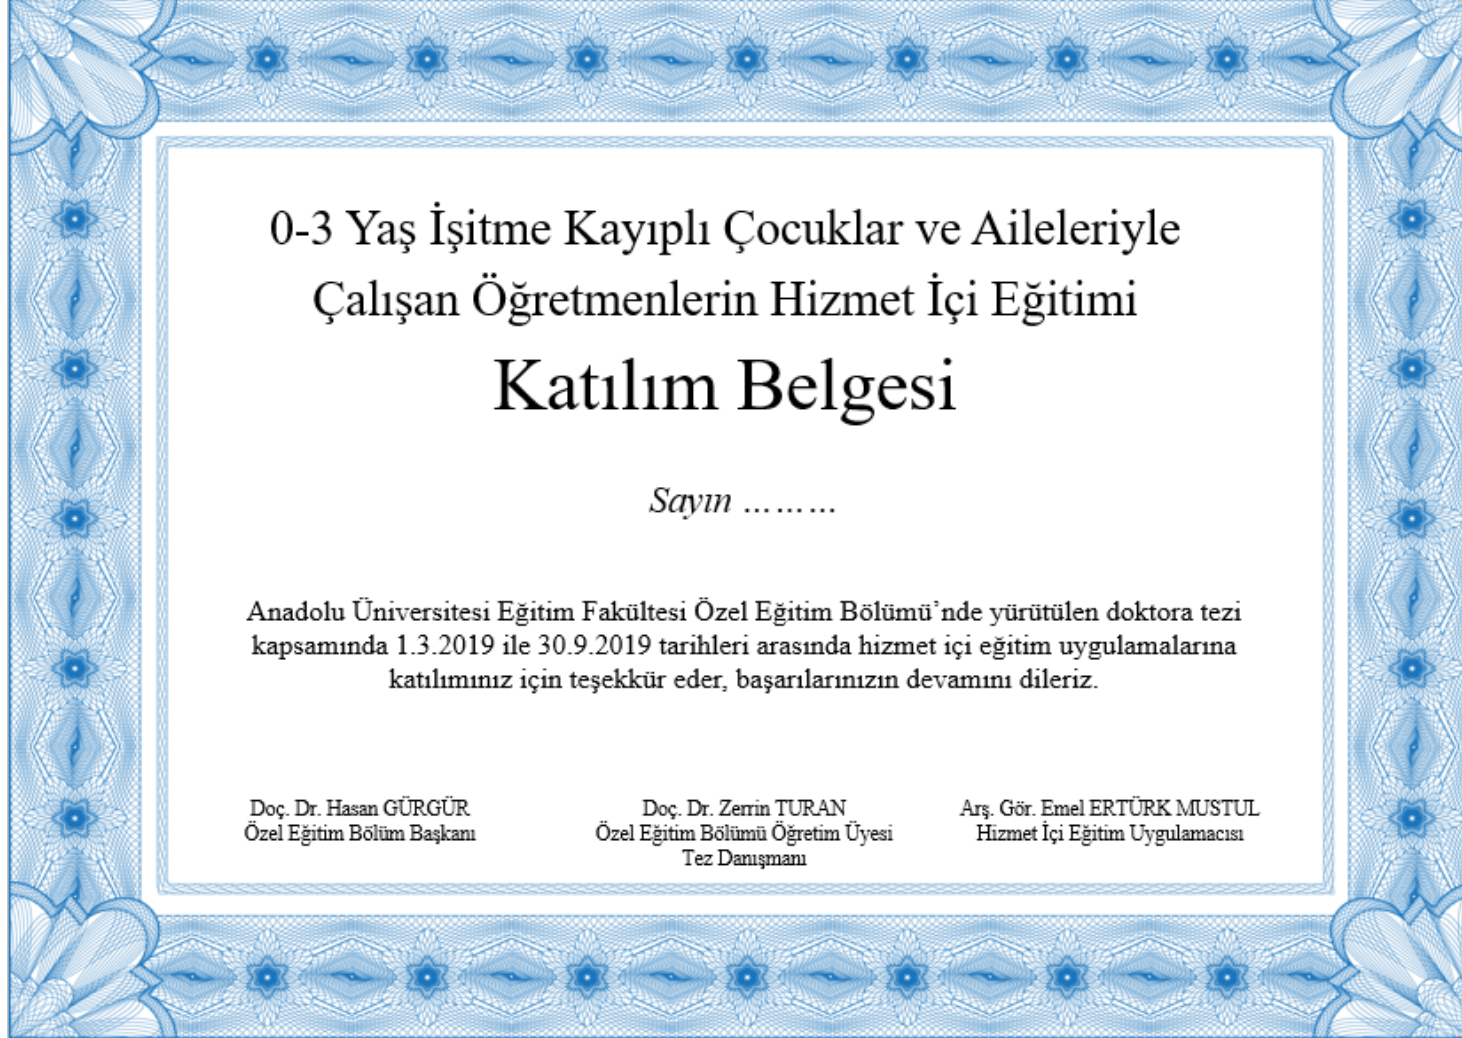 0-3 Yaş İşitme Kayıplı Çocuklar ve Aileleriyle
Çalışan Öğretmenlerin Hizmet İçi Eğitimi
Katılım Belgesi
Sayın ………
Anadolu Üniversitesi Eğitim Fakültesi Özel Eğitim Bölümü’nde yürütülen doktora tezi
kapsamında 1.3.2019 ile 30.9.2019 tarihleri arasında hizmet içi eğitim uygulamalarına
katılımınız için teşekkür eder, başarılarınızın devamını dileriz.
Doç. Dr. Hasan GÜRGÜR
Özel Eğitim Bölüm Başkanı
Doç. Dr. Zerrin TURAN
Özel Eğitim Bölümü Öğretim Üyesi
Tez Danışmanı
Arş. Gör. Emel ERTÜRK MUSTUL
Hizmet İçi Eğitim Uygulamacısı